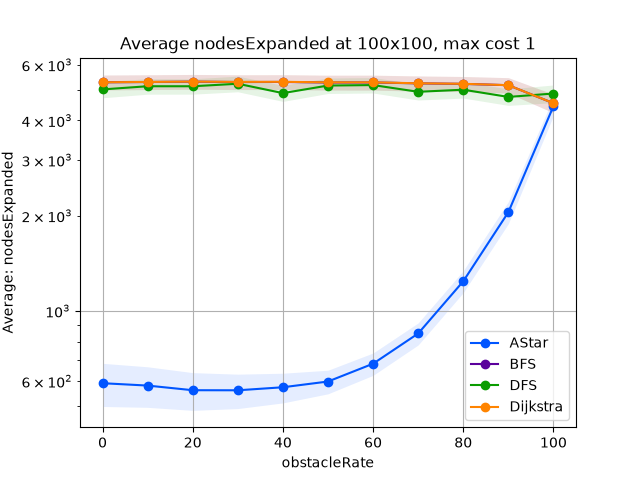 Average nodesExpanded at 100x100, max cost 1
Average: nodesExpanded
6 × 10³
4 × 10³
3 × 10³
2 × 10³
10³
6 × 10²
0 20 40 60 80 100
obstacleRate
AStar
BFS
DFS
Dijkstra